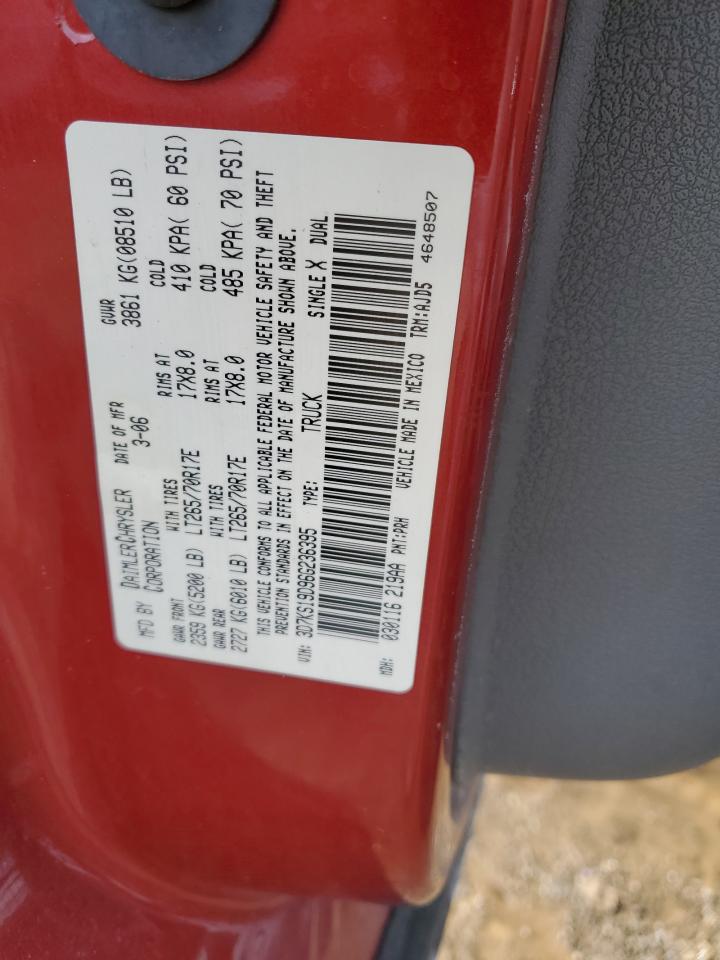 MFD BY DAIMLERCHRYSLER CORPORATION
DATE OF MFR 3-06
GVWR 3861 KG(08510 LB)
GAWR FRONT WITH TIRES RIMS AT COLD
2359 KG(5200 LB) LT265/70R17E 17X8.0 410 KPA( 60 PSI)
GAWR REAR WITH TIRES RIMS AT COLD
2727 KG(6010 LB) LT265/70R17E 17X8.0 485 KPA( 70 PSI)
THIS VEHICLE CONFORMS TO ALL APPLICABLE FEDERAL MOTOR VEHICLE SAFETY AND THEFT
PREVENTION STANDARDS IN EFFECT ON THE DATE OF MANUFACTURE SHOWN ABOVE.
VIN: 3D7KS19D96G236395 TYPE: TRUCK SINGLE X DUAL
MDH: 030116 219AA PNT:PRH VEHICLE MADE IN MEXICO TRM:AJD5
4648507